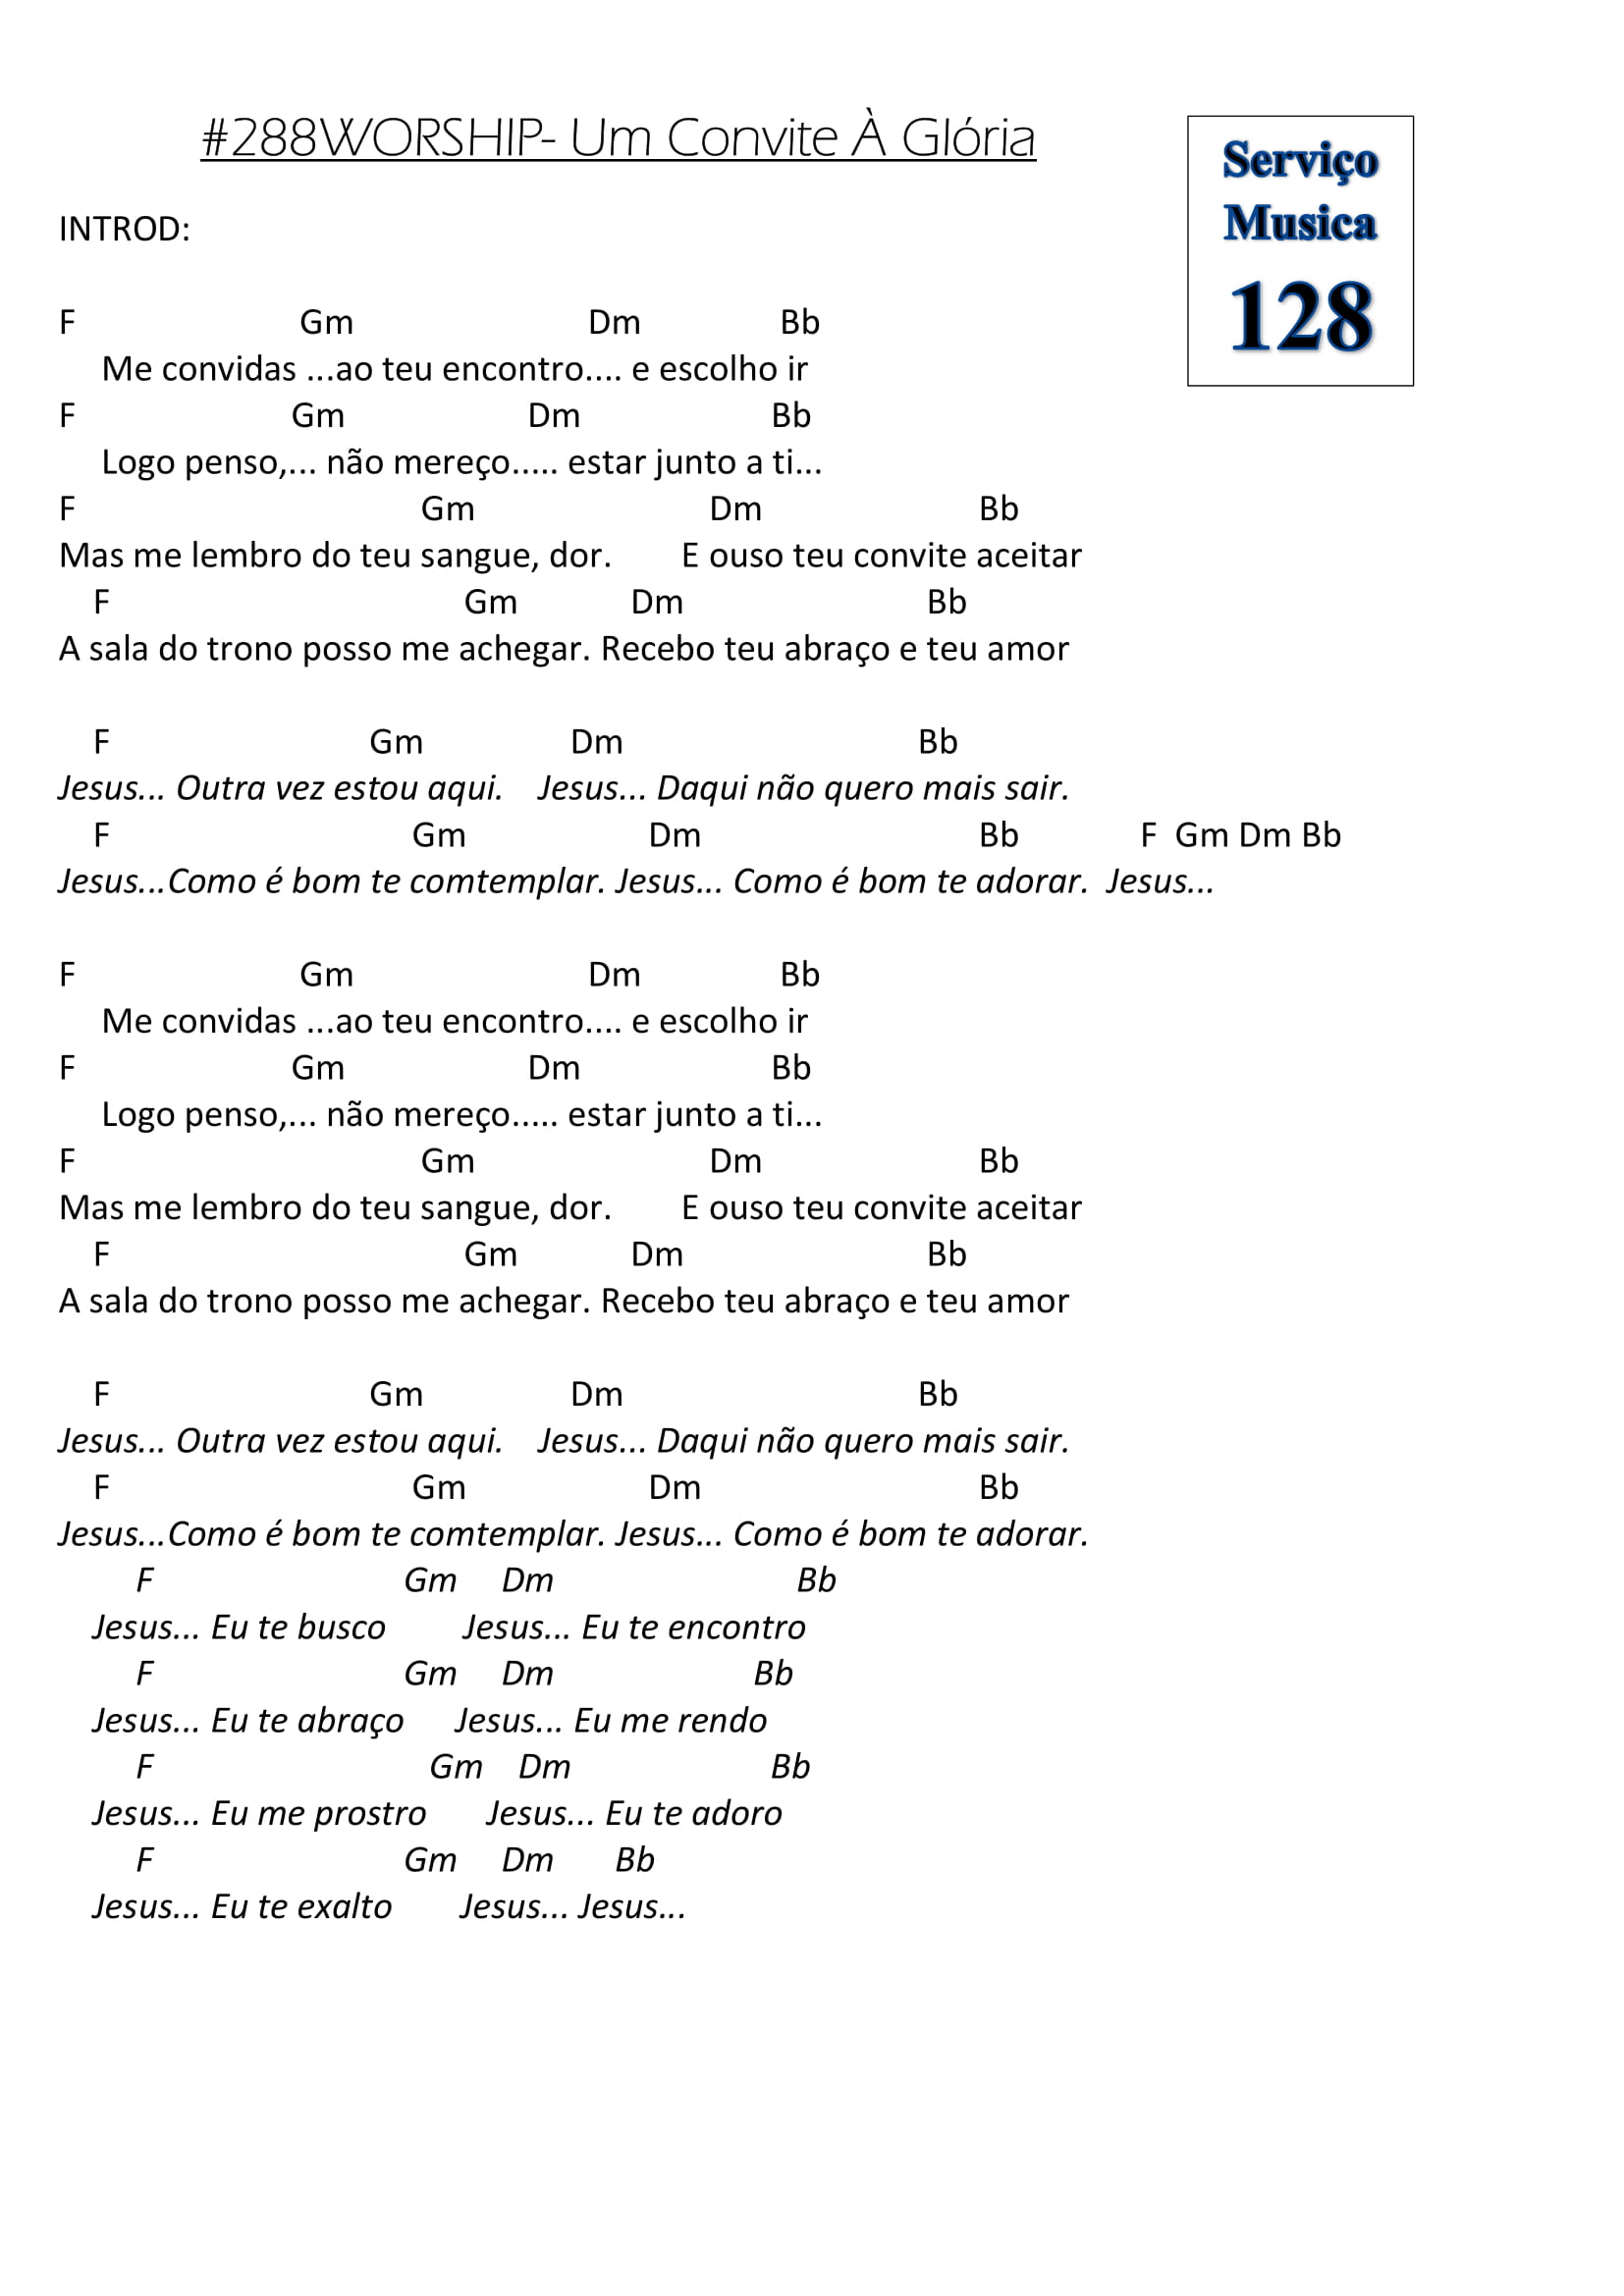 #288WORSHIP- Um Convite À Glória
Serviço
Musica
128
INTROD:
F Gm Dm Bb
Me convidas ...ao teu encontro.... e escolho ir
F Gm Dm Bb
Logo penso,... não mereço..... estar junto a ti...
F Gm Dm Bb
Mas me lembro do teu sangue, dor. E ouso teu convite aceitar
F Gm Dm Bb
A sala do trono posso me achegar. Recebo teu abraço e teu amor
F Gm Dm Bb
Jesus... Outra vez estou aqui. Jesus... Daqui não quero mais sair.
F Gm Dm Bb F Gm Dm Bb
Jesus...Como é bom te comtemplar. Jesus... Como é bom te adorar. Jesus...
F Gm Dm Bb
Me convidas ...ao teu encontro.... e escolho ir
F Gm Dm Bb
Logo penso,... não mereço..... estar junto a ti...
F Gm Dm Bb
Mas me lembro do teu sangue, dor. E ouso teu convite aceitar
F Gm Dm Bb
A sala do trono posso me achegar. Recebo teu abraço e teu amor
F Gm Dm Bb
Jesus... Outra vez estou aqui. Jesus... Daqui não quero mais sair.
F Gm Dm Bb
Jesus...Como é bom te comtemplar. Jesus... Como é bom te adorar.
F Gm Dm Bb
Jesus... Eu te busco Jesus... Eu te encontro
F Gm Dm Bb
Jesus... Eu te abraço Jesus... Eu me rendo
F Gm Dm Bb
Jesus... Eu me prostro Jesus... Eu te adoro
F Gm Dm Bb
Jesus... Eu te exalto Jesus... Jesus...